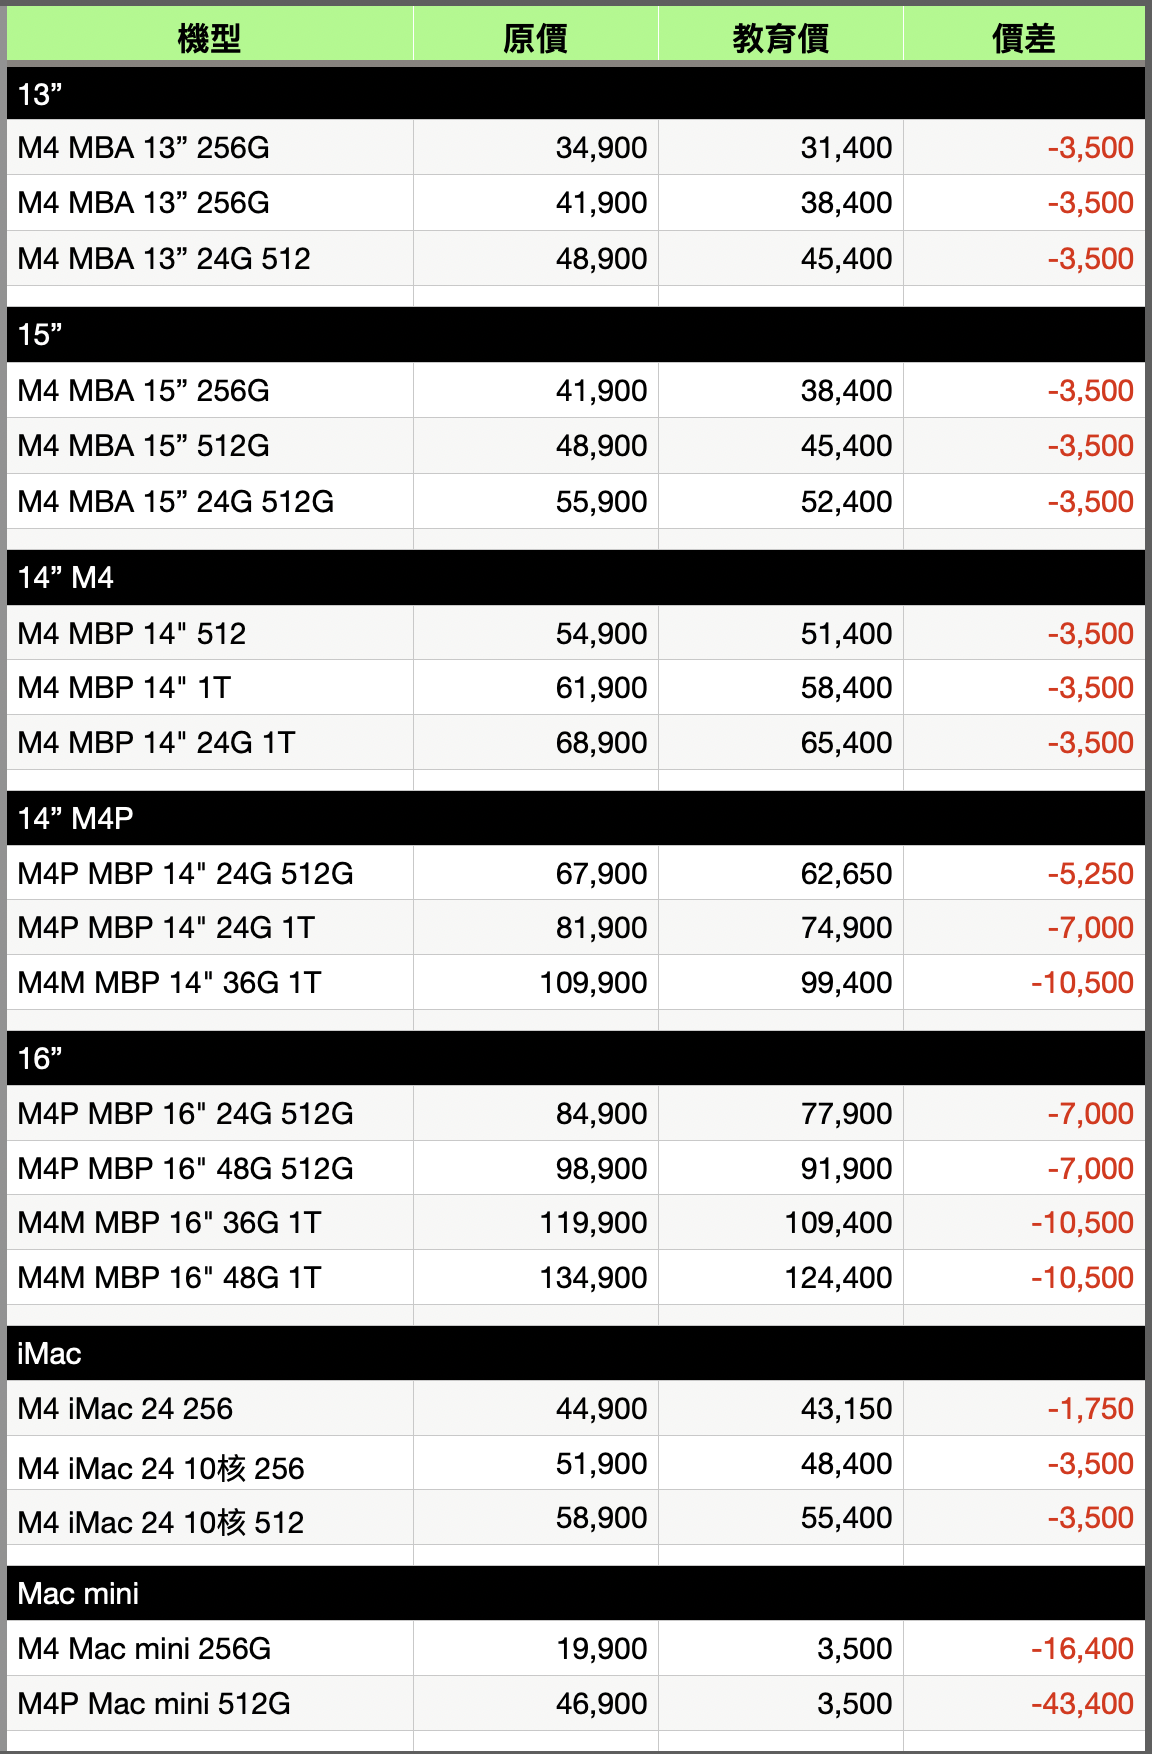 機型 原價 教育價 價差
13”
M4 MBA 13” 256G 34,900 31,400 -3,500
M4 MBA 13” 256G 41,900 38,400 -3,500
M4 MBA 13” 24G 512 48,900 45,400 -3,500
15”
M4 MBA 15” 256G 41,900 38,400 -3,500
M4 MBA 15” 512G 48,900 45,400 -3,500
M4 MBA 15” 24G 512G 55,900 52,400 -3,500
14” M4
M4 MBP 14" 512 54,900 51,400 -3,500
M4 MBP 14" 1T 61,900 58,400 -3,500
M4 MBP 14" 24G 1T 68,900 65,400 -3,500
14” M4P
M4P MBP 14" 24G 512G 67,900 62,650 -5,250
M4P MBP 14" 24G 1T 81,900 74,900 -7,000
M4M MBP 14" 36G 1T 109,900 99,400 -10,500
16”
M4P MBP 16" 24G 512G 84,900 77,900 -7,000
M4P MBP 16" 48G 512G 98,900 91,900 -7,000
M4M MBP 16" 36G 1T 119,900 109,400 -10,500
M4M MBP 16" 48G 1T 134,900 124,400 -10,500
iMac
M4 iMac 24 256 44,900 43,150 -1,750
M4 iMac 24 10核 256 51,900 48,400 -3,500
M4 iMac 24 10核 512 58,900 55,400 -3,500
Mac mini
M4 Mac mini 256G 19,900 3,500 -16,400
M4P Mac mini 512G 46,900 3,500 -43,400